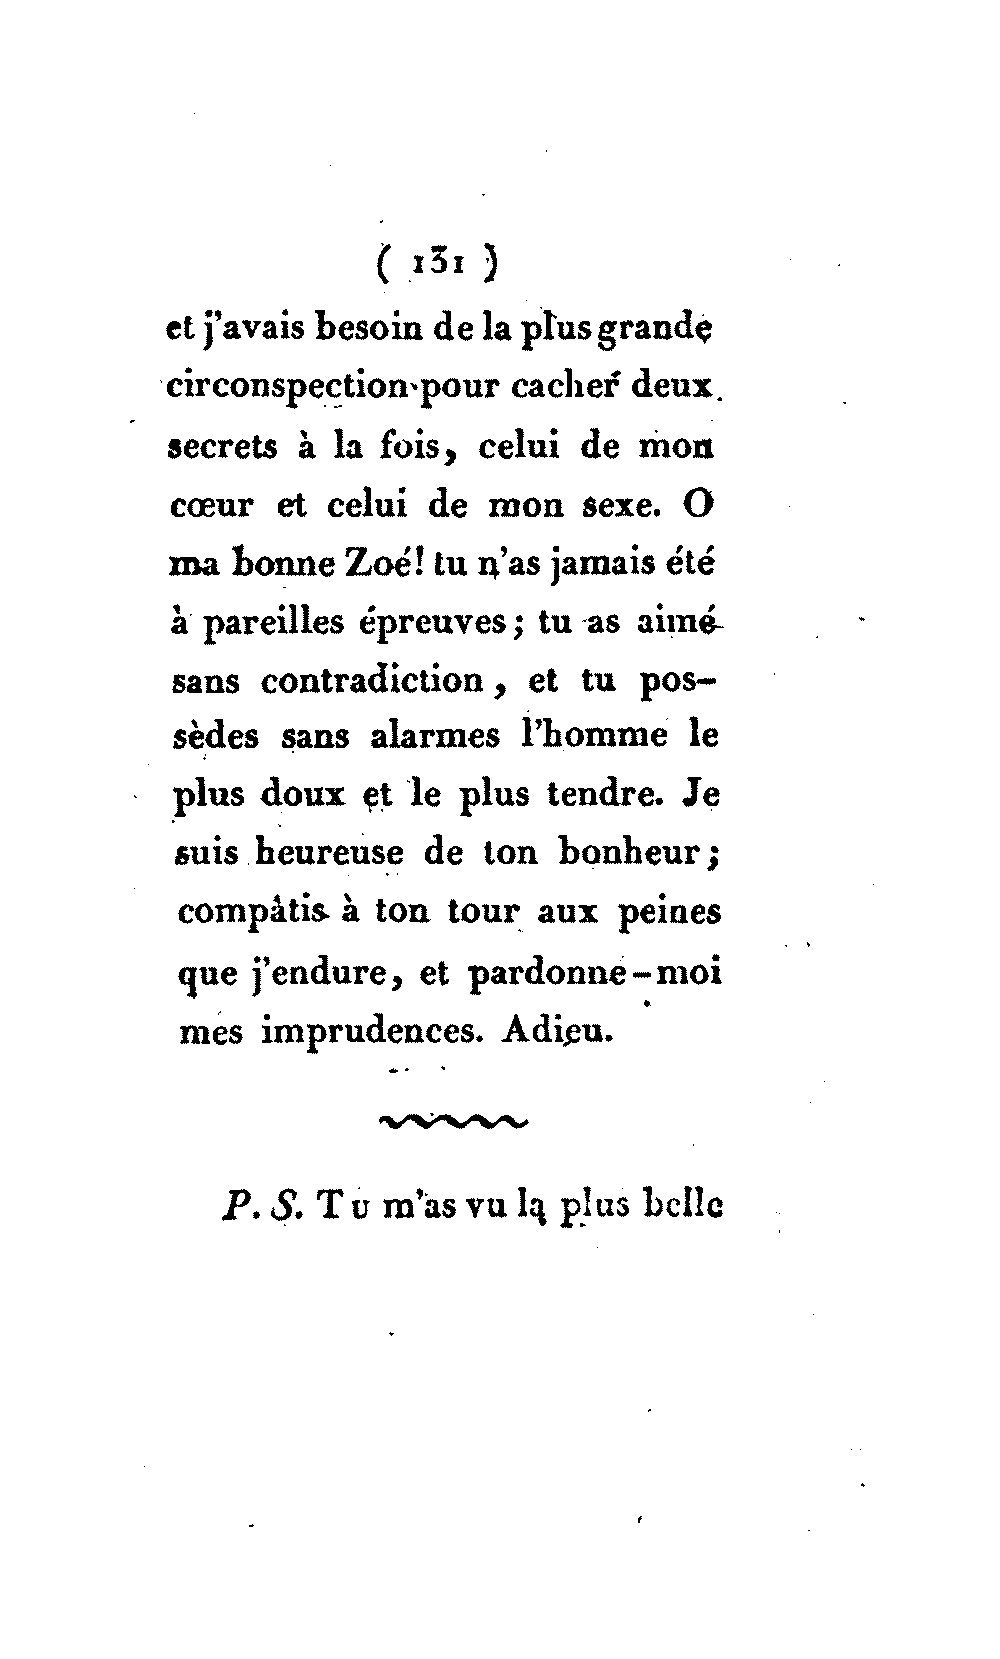 ( 131 )
et j'avais besoin de la plus grande
circonspection pour cacher deux
secrets à la fois, celui de mon
cœur et celui de mon sexe. O
ma bonne Zoé! tu n'as jamais été
à pareilles épreuves; tu as aimé
sans contradiction, et tu pos-
sèdes sans alarmes l'homme le
plus doux et le plus tendre. Je
suis heureuse de ton bonheur;
compâtis à ton tour aux peines
que j'endure, et pardonne-moi
mes imprudences. Adieu.
P. S. Tu m'as vu la plus belle